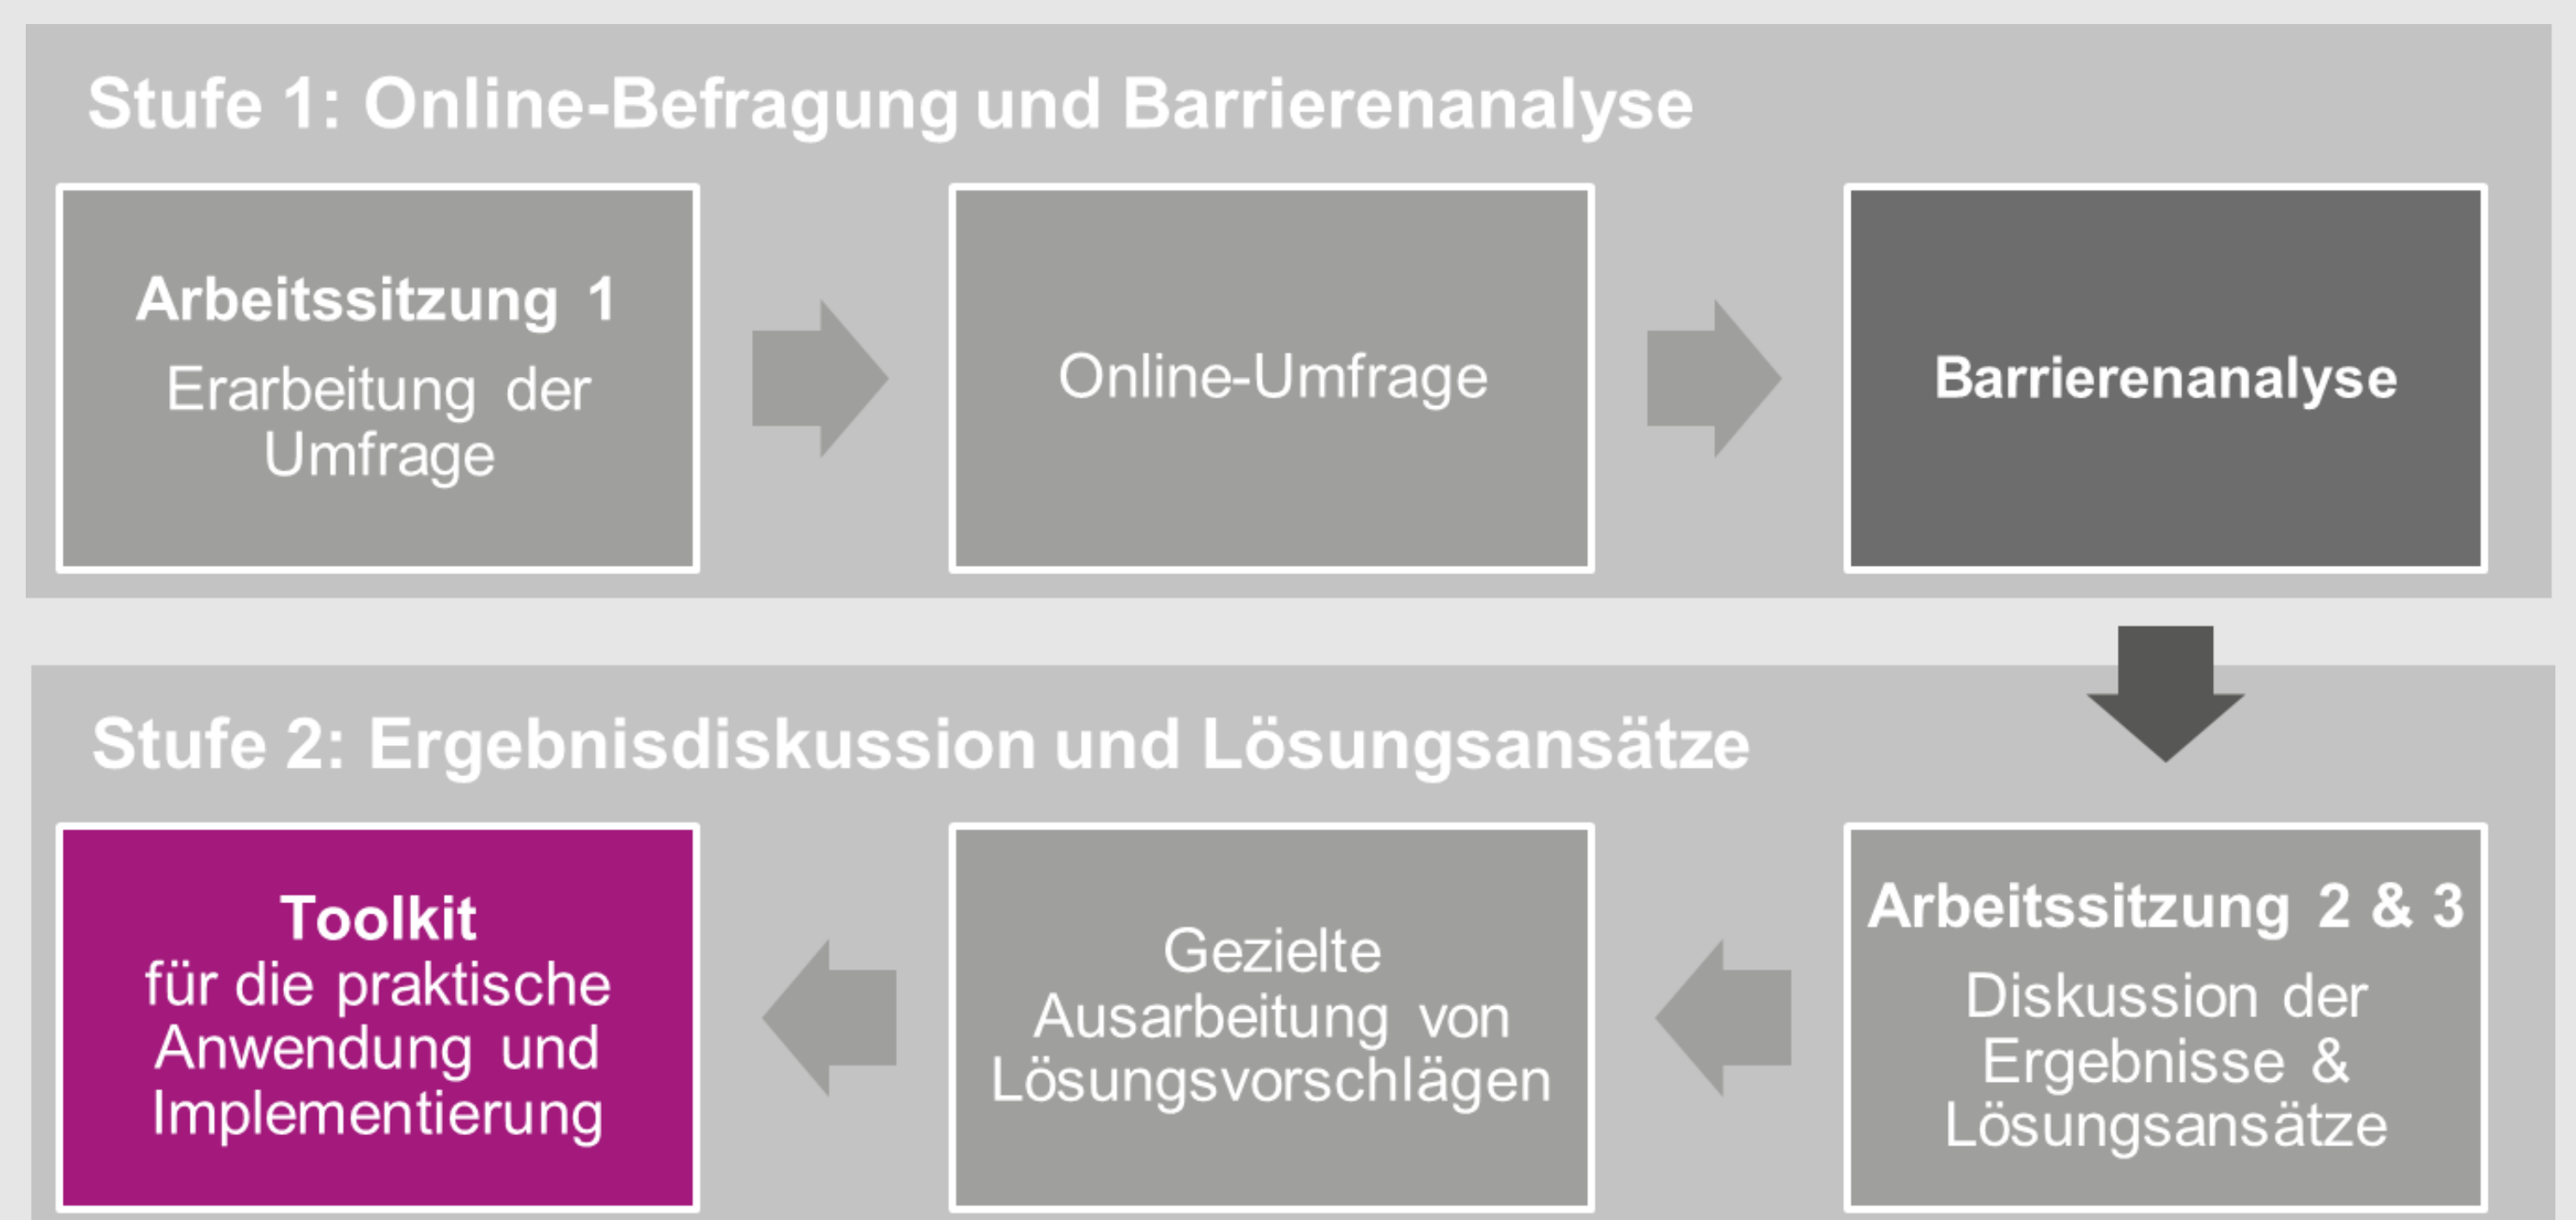 Stufe 1: Online-Befragung und Barrierenanalyse
Arbeitssitzung 1
Erarbeitung der
Umfrage
Online-Umfrage
Barrierenanalyse
Stufe 2: Ergebnisdiskussion und Lösungsansätze
Toolkit
für die praktische
Anwendung und
Implementierung
Gezielte
Ausarbeitung von
Lösungsvorschlägen
Arbeitssitzung 2 & 3
Diskussion der
Ergebnisse &
Lösungsansätze